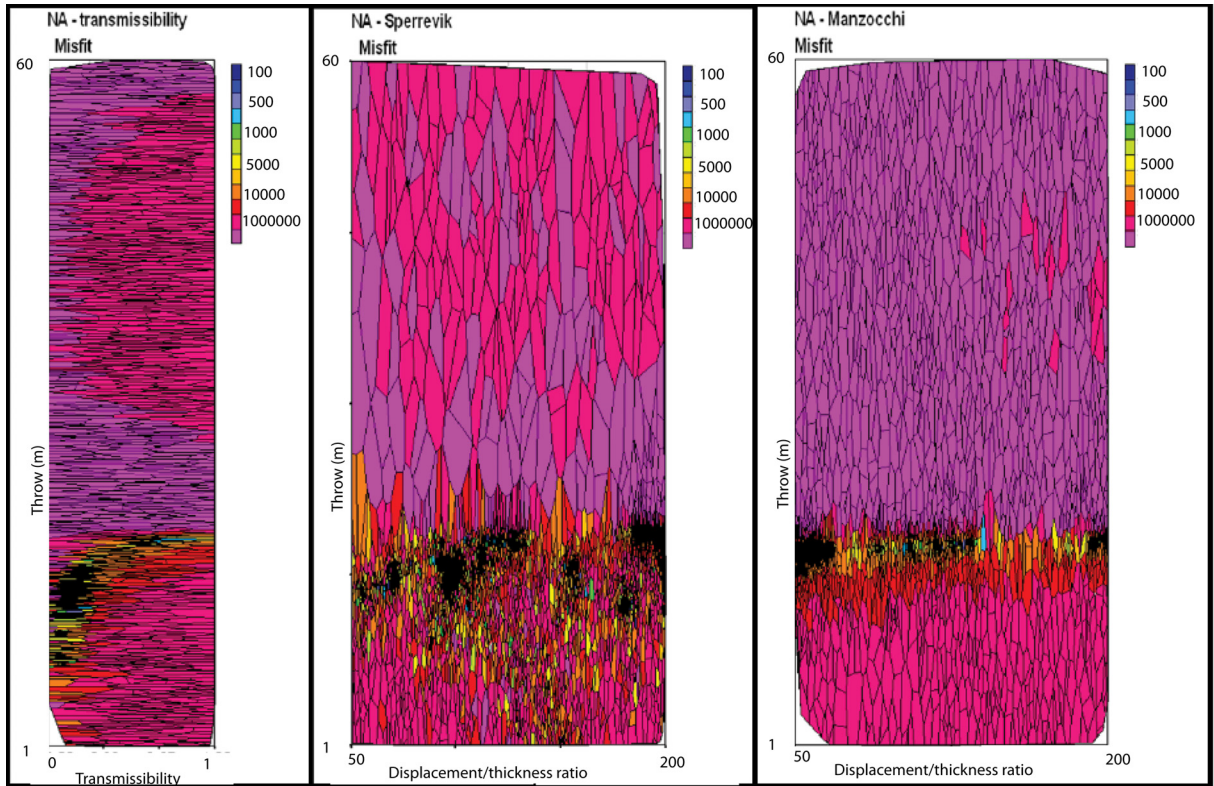 NA - transmissibility
Misfit
60
100
500
1000
5000
10000
1000000
Throw (m)
1
0
1
Transmissibility
NA - Sperrevik
Misfit
60
100
500
1000
5000
10000
1000000
Throw (m)
1
50
200
Displacement/thickness ratio
NA - Manzocchi
Misfit
60
100
500
1000
5000
10000
1000000
Throw (m)
1
50
200
Displacement/thickness ratio